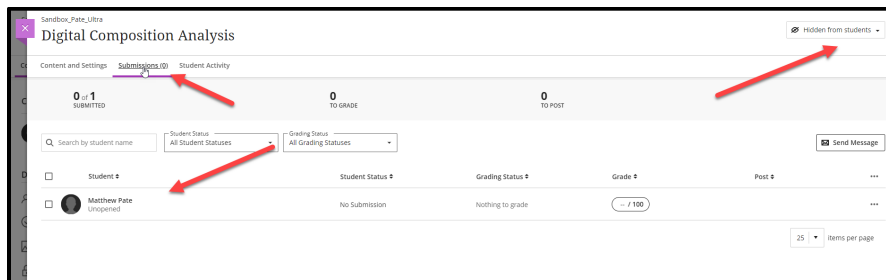 Sandbox_Pate_Ultra
Digital Composition Analysis
Hidden from students
Content and Settings Submissions (0) Student Activity
0 of 1 0 0
SUBMITTED TO GRADE TO POST
Student Status Grading Status
Search by student name All Student Statuses All Grading Statuses Send Message
Student Student Status Grading Status Grade Post
Matthew Pate
Unopened
No Submission Nothing to grade – / 100
25 items per page